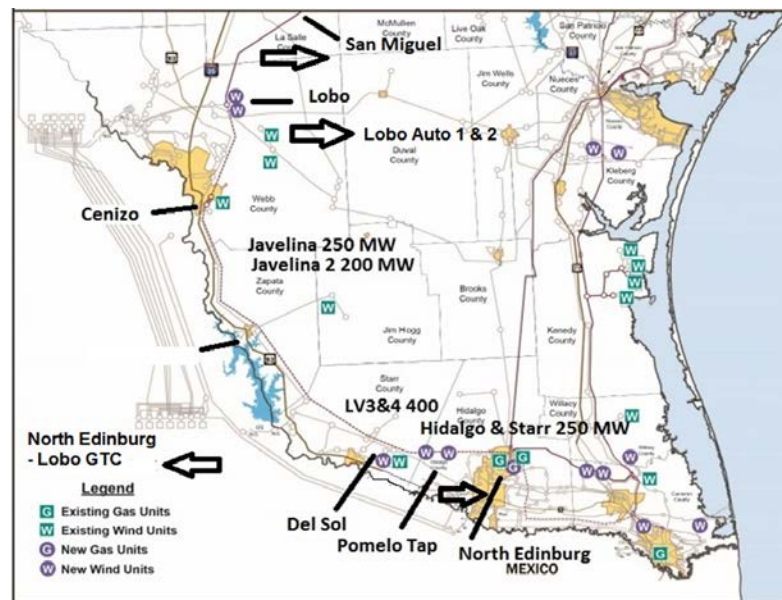 McMullen
County
Live Oak
County
San Patricio
County
La Salle
County
San Miguel
Jim Wells
County
Nueces
County
Lobo
Lobo Auto 1 & 2
Duval
County
Kleberg
County
Webb
County
Cenizo
Javelina 250 MW
Javelina 2 200 MW
Zapata
County
Brooks
County
Jim Hogg
County
Kenedy
County
Starr
County
LV3&4 400
Hidalgo
County
Willacy
County
Hidalgo & Starr 250 MW
North Edinburg
- Lobo GTC
Legend
G Existing Gas Units
W Existing Wind Units
G New Gas Units
W New Wind Units
Cameron
County
Del Sol
Pomelo Tap
North Edinburg
MEXICO